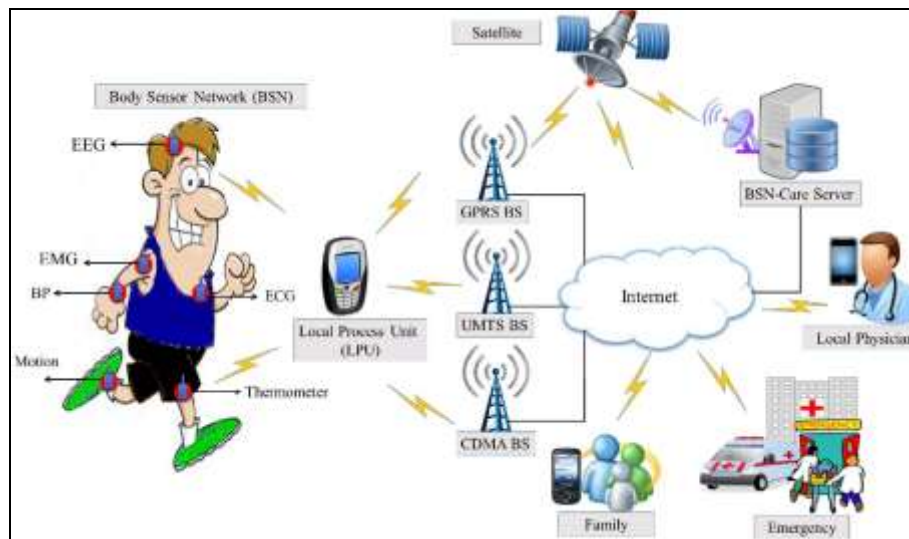 Satellite
Body Sensor Network (BSN)
EEG
GPRS BS
BSN-Care Server
EMG
BP
ECG
Internet
UMTS BS
Local Process Unit
(LPU)
Local Physician
Motion
Thermometer
CDMA BS
Family
Emergency